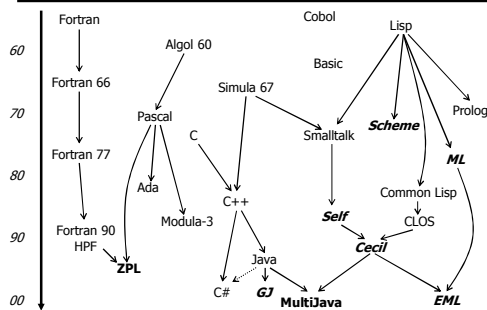 Fortran
Cobol
Lisp
60
Algol 60
Basic
Fortran 66
Simula 67
Prolog
70
Pascal
Scheme
C
Smalltalk
Fortran 77
ML
80
Ada
Common Lisp
C++
Modula-3
Self
CLOS
Fortran 90
HPF
90
Cecil
ZPL
Java
C#
GJ
MultiJava
EML
00